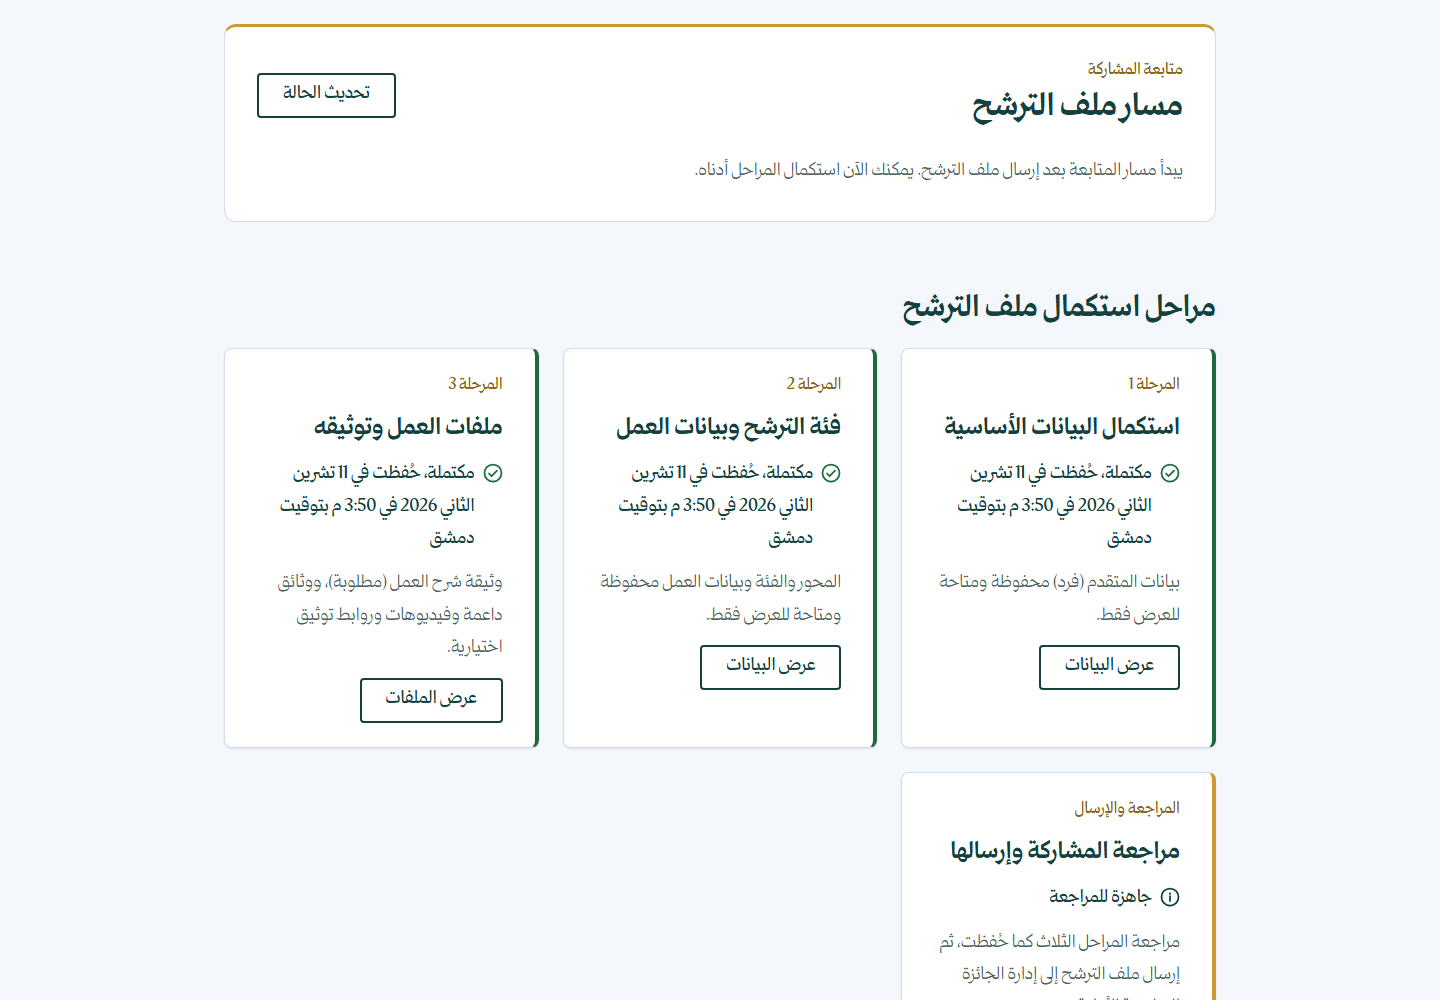 متابعة المشاركة
مسار ملف الترشح
تحديث الحالة
يبدأ مسار المتابعة بعد إرسال ملف الترشح. يمكنك الآن استكمال المراحل أدناه.
مراحل استكمال ملف الترشح
المرحلة 1
استكمال البيانات الأساسية
مكتملة، حُفظت في 11 تشرين
الثاني 2026 في 3:50 م بتوقيت
دمشق
بيانات المتقدم (فرد) محفوظة ومتاحة
للعرض فقط.
عرض البيانات
المرحلة 2
فئة الترشح وبيانات العمل
مكتملة، حُفظت في 11 تشرين
الثاني 2026 في 3:50 م بتوقيت
دمشق
المحور والفئة وبيانات العمل محفوظة
ومتاحة للعرض فقط.
عرض البيانات
المرحلة 3
ملفات العمل وتوثيقه
مكتملة، حُفظت في 11 تشرين
الثاني 2026 في 3:50 م بتوقيت
دمشق
وثيقة شرح العمل (مطلوبة)، ووثائق
داعمة وفيديوهات وروابط توثيق
اختيارية.
عرض الملفات
المراجعة والإرسال
مراجعة المشاركة وإرسالها
جاهزة للمراجعة
مراجعة المراحل الثلاث كما حُفظت، ثم
إرسال ملف الترشح إلى إدارة الجائزة